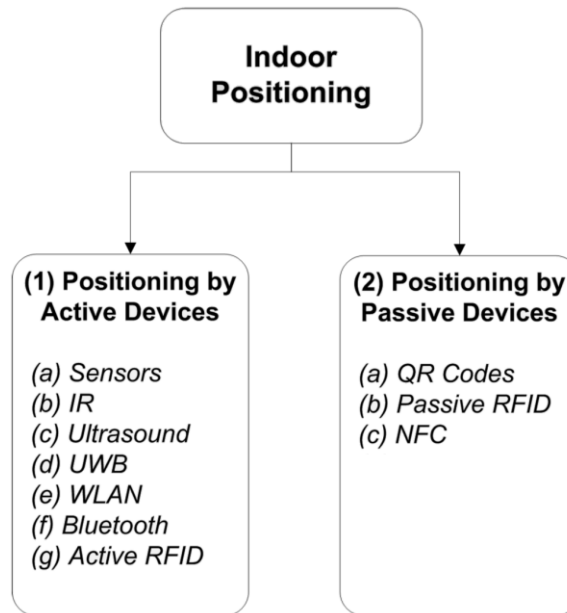 Indoor
Positioning
(1) Positioning by
Active Devices
(a) Sensors
(b) IR
(c) Ultrasound
(d) UWB
(e) WLAN
(f) Bluetooth
(g) Active RFID
(2) Positioning by
Passive Devices
(a) QR Codes
(b) Passive RFID
(c) NFC